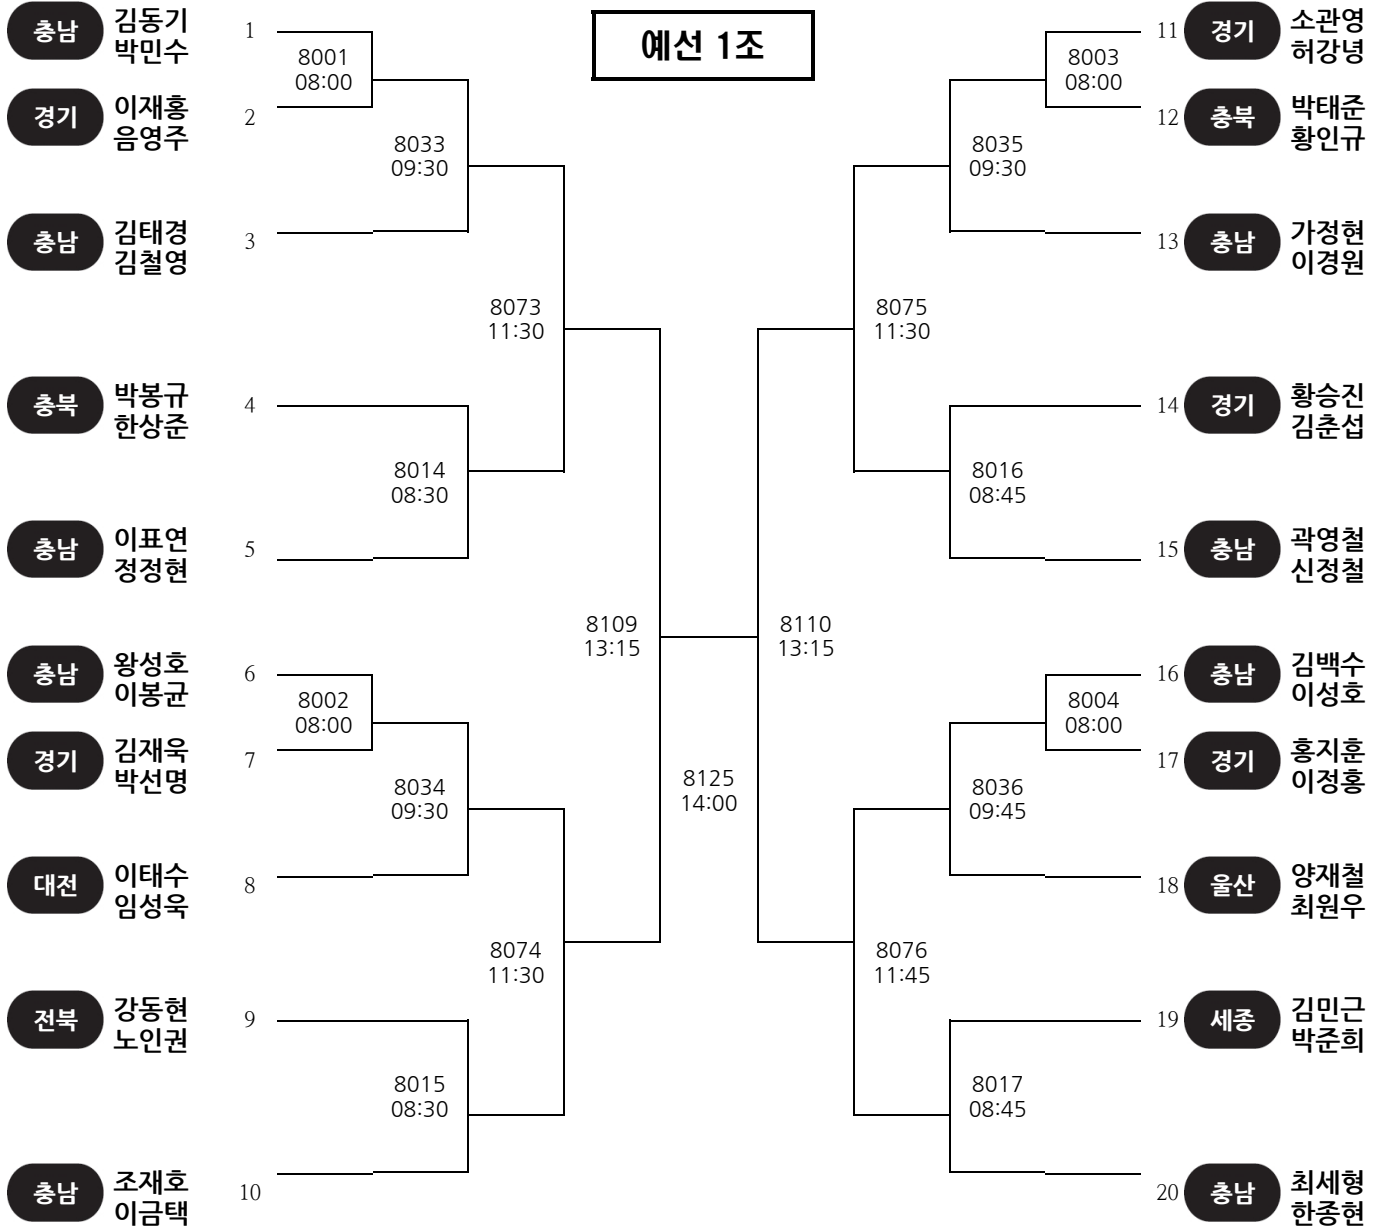 예선 1조
충남
김동기
박민수
1
8001
08:00
경기
이재홍
음영주
2
8033
09:30
충남
김태경
김철영
3
8073
11:30
충북
박봉규
한상준
4
8014
08:30
충남
이표연
정정현
5
8109
13:15
충남
왕성호
이봉균
6
8002
08:00
경기
김재욱
박선명
7
8034
09:30
대전
이태수
임성욱
8
8074
11:30
전북
강동현
노인권
9
8015
08:30
충남
조재호
이금택
10
8125
14:00
11
경기
소관영
허강녕
8003
08:00
12
충북
박태준
황인규
8035
09:30
13
충남
가정현
이경원
8075
11:30
14
경기
황승진
김춘섭
8016
08:45
15
충남
곽영철
신정철
8110
13:15
16
충남
김백수
이성호
8004
08:00
17
경기
홍지훈
이정홍
8036
09:45
18
울산
양재철
최원우
8076
11:45
19
세종
김민근
박준희
8017
08:45
20
충남
최세형
한종현